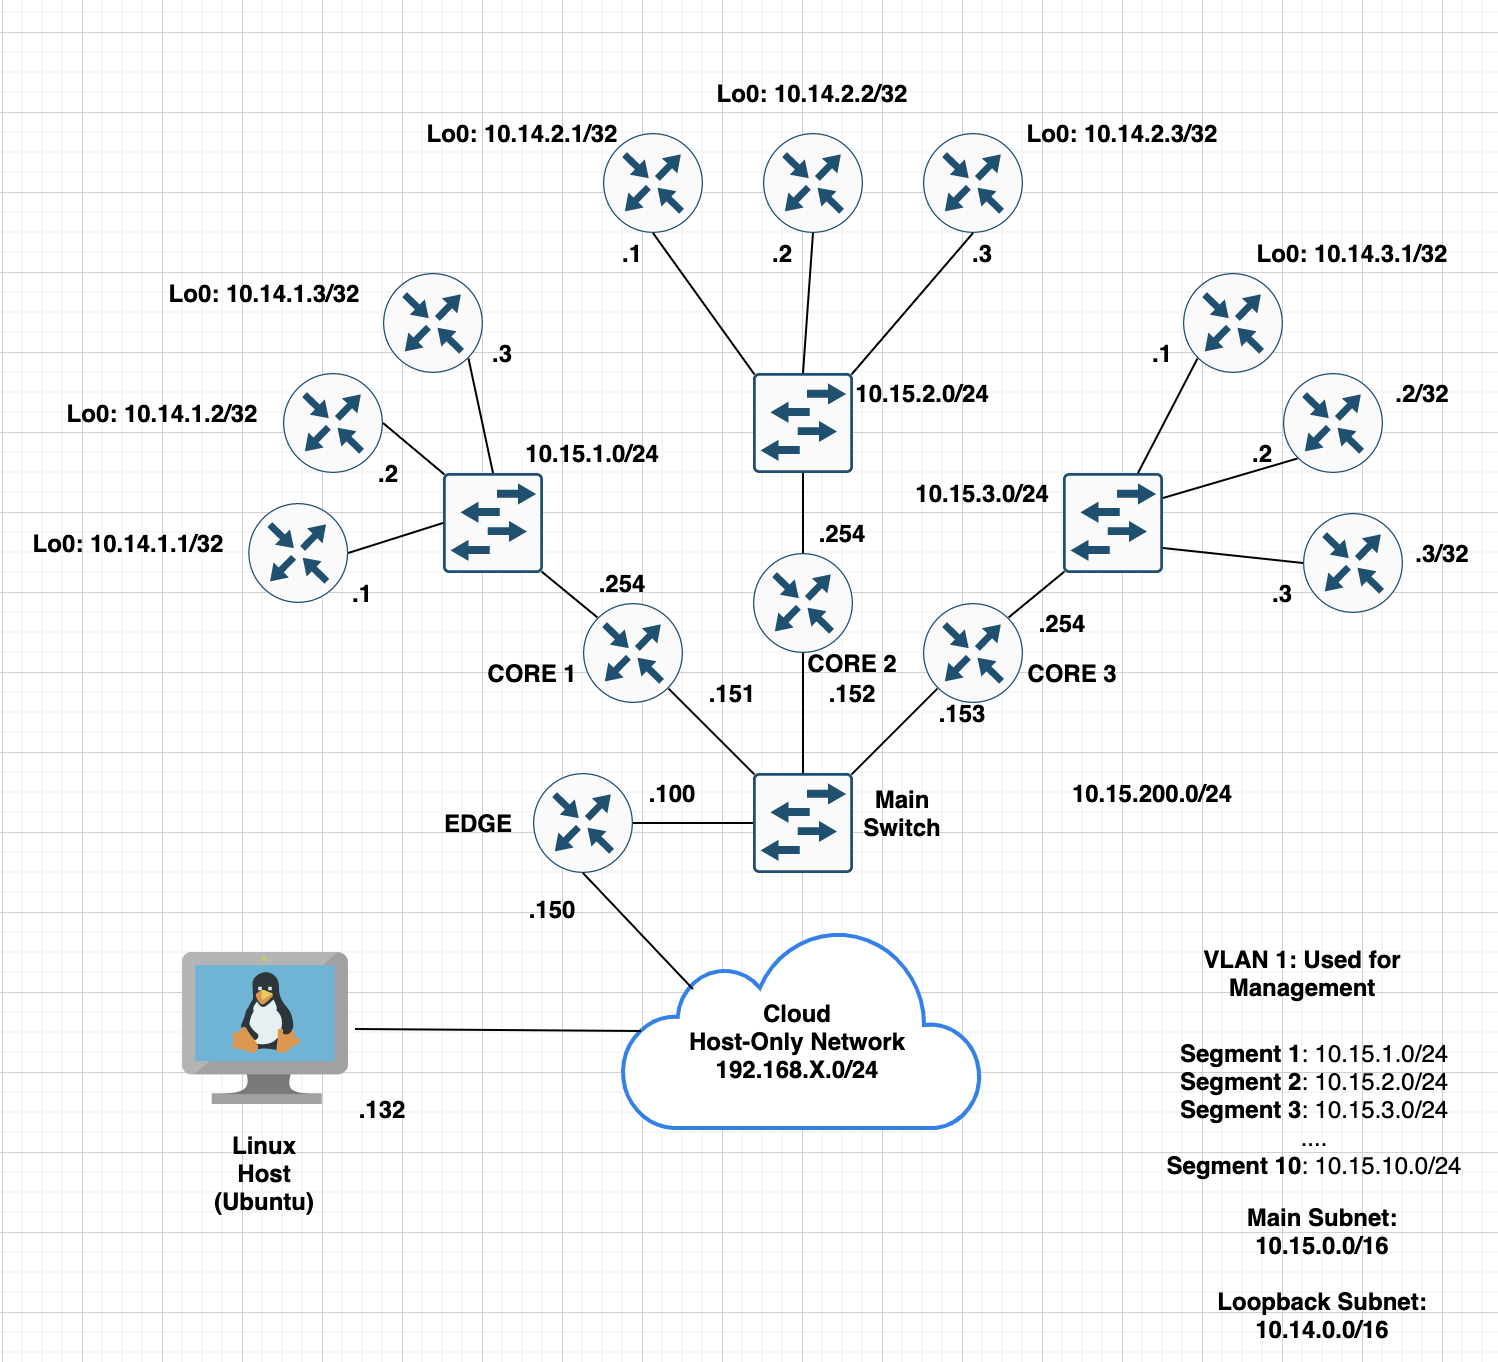 Lo0: 10.14.2.2/32
Lo0: 10.14.2.1/32
Lo0: 10.14.2.3/32
.1
.2
.3
Lo0: 10.14.3.1/32
Lo0: 10.14.1.3/32
.3
.1
10.15.2.0/24
.2/32
Lo0: 10.14.1.2/32
.2
10.15.1.0/24
.2
10.15.3.0/24
Lo0: 10.14.1.1/32
.1
.254
.3/32
.3
.254
.254
CORE 1
CORE 2
CORE 3
.151
.152
.153
EDGE
.100
Main
Switch
10.15.200.0/24
.150
Cloud
Host-Only Network
192.168.X.0/24
.132
Linux
Host
(Ubuntu)
VLAN 1: Used for
Management
Segment 1: 10.15.1.0/24
Segment 2: 10.15.2.0/24
Segment 3: 10.15.3.0/24
....
Segment 10: 10.15.10.0/24
Main Subnet:
10.15.0.0/16
Loopback Subnet:
10.14.0.0/16